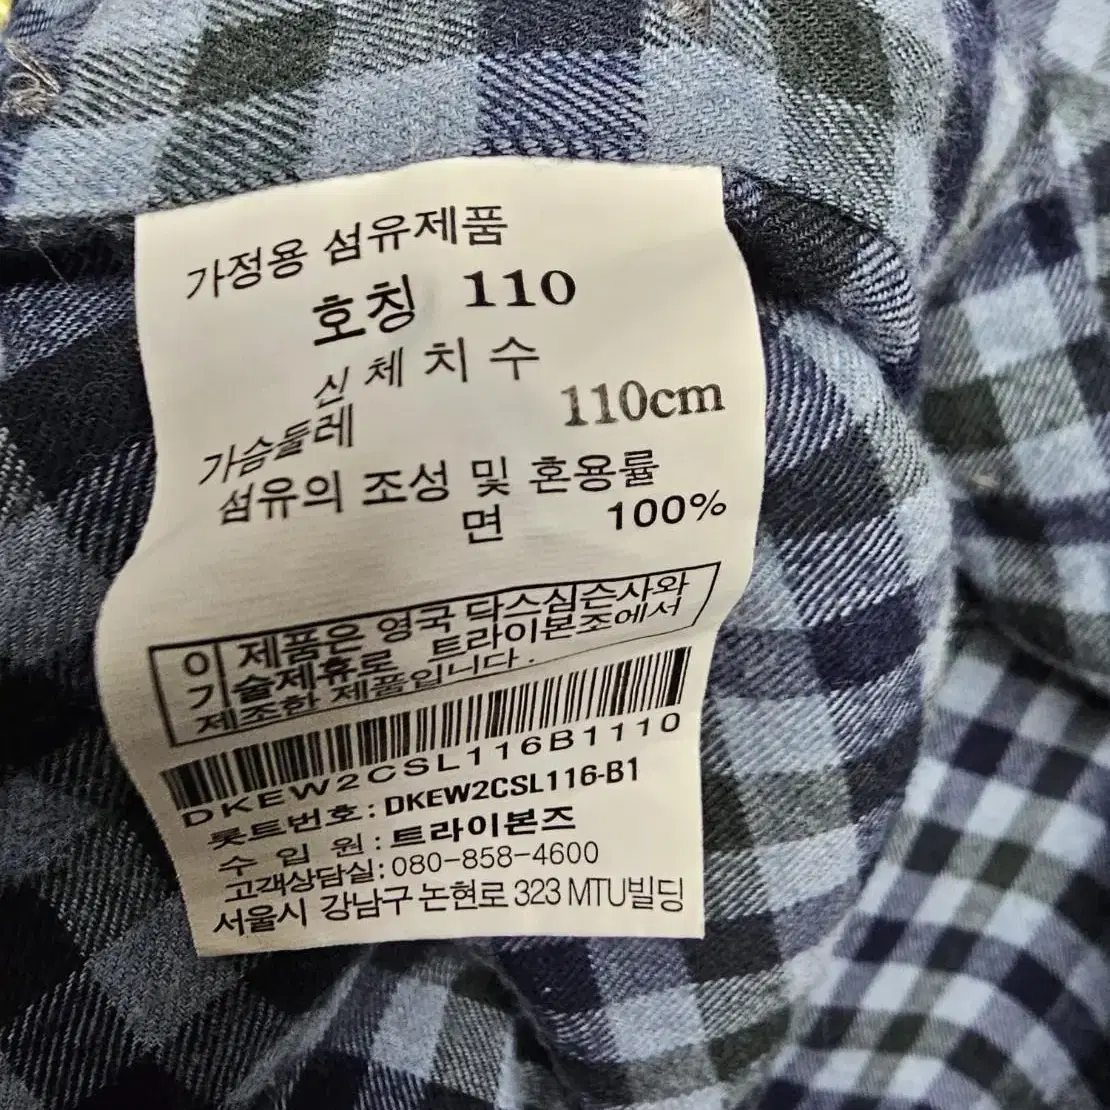 가정용 섬유제품
호칭 110
신체치수
가슴둘레 110cm
섬유의 조성 및 혼용률
면 100%
이 제품은 영국 닥스심슨사와
기술제휴로 트라이본조에서
제조한 제품입니다.
DKEW2CSL116B1110
롯트번호: DKEW2CSL116-B1
수입원: 트라이본즈
고객상담실: 080-858-4600
서울시 강남구 논현로 323 MTU빌딩